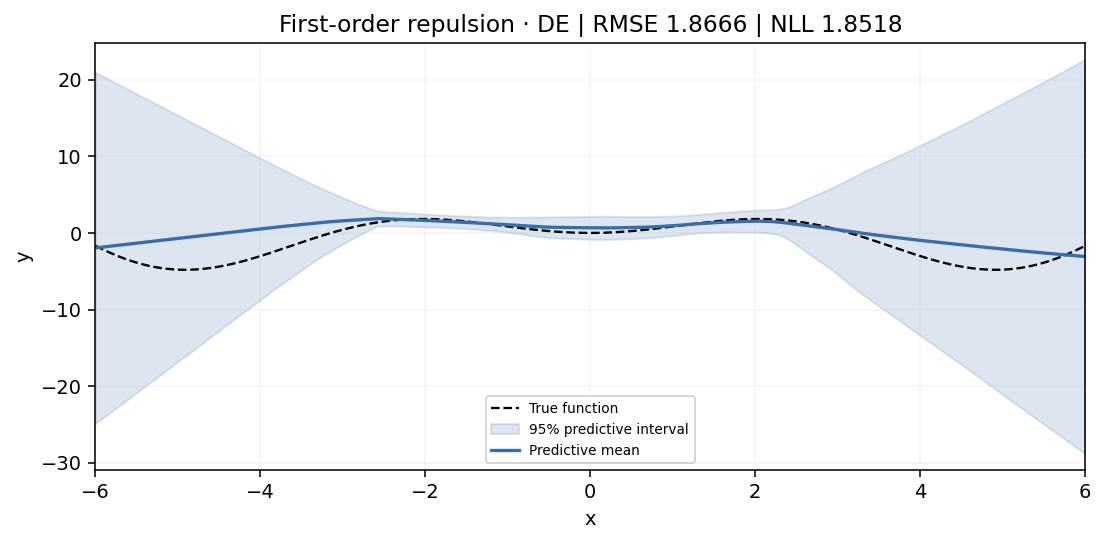 First-order repulsion · DE | RMSE 1.8666 | NLL 1.8518
y
20
10
0
−10
−20
−30
True function
95% predictive interval
Predictive mean
−6 −4 −2 0 2 4 6
x